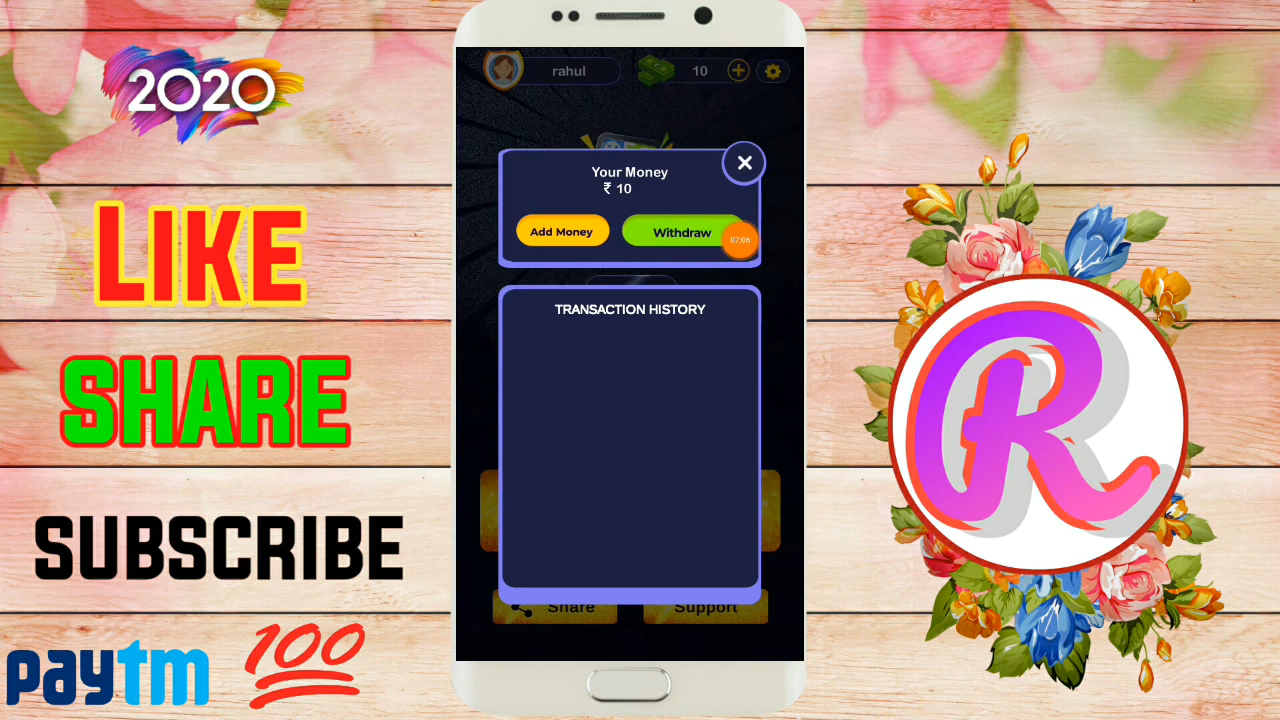 2020
LIKE
SHARE
SUBSCRIBE
paytm
100
rahul
10
Your Money
₹ 10
Add Money
Withdraw
07:06
TRANSACTION HISTORY
Share
Support
R